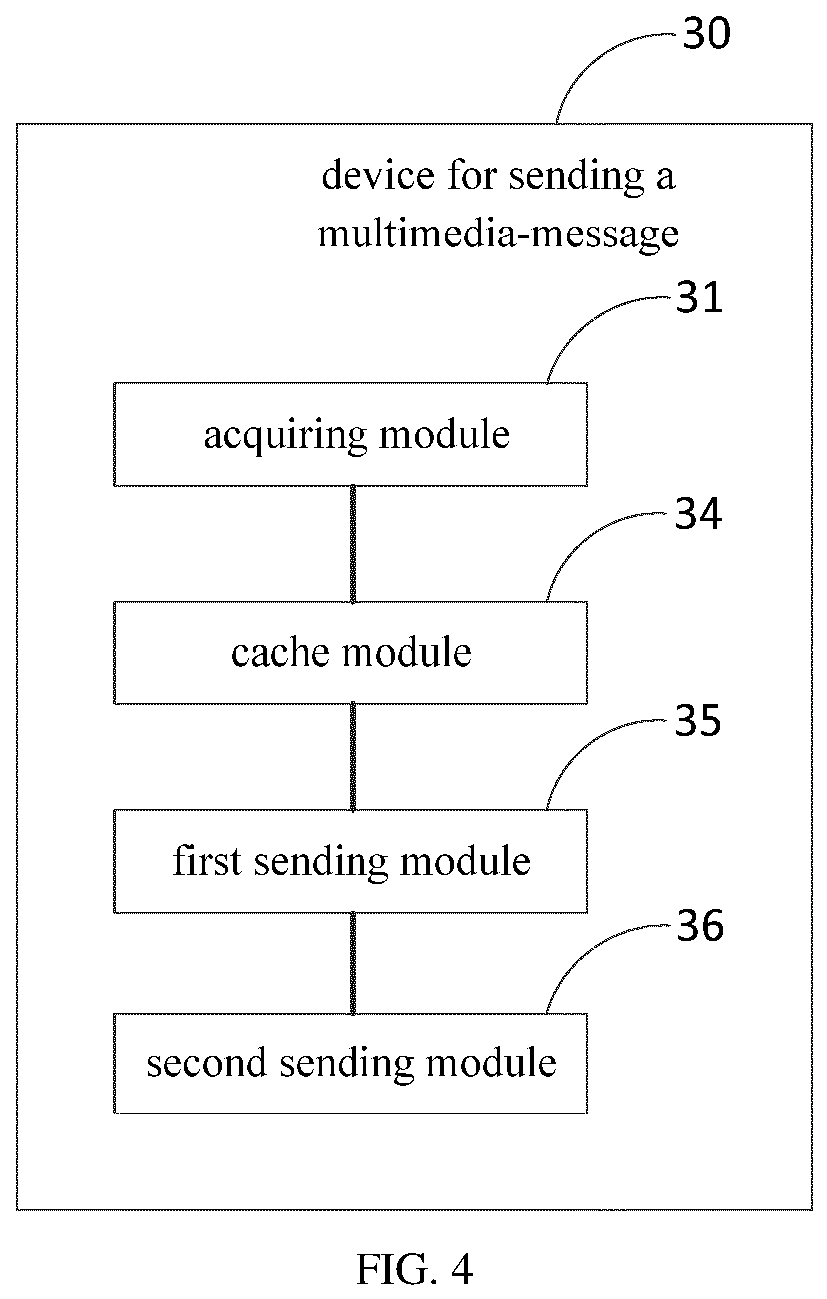 30
device for sending a
multimedia-message
31
acquiring module
34
cache module
35
first sending module
36
second sending module
FIG. 4